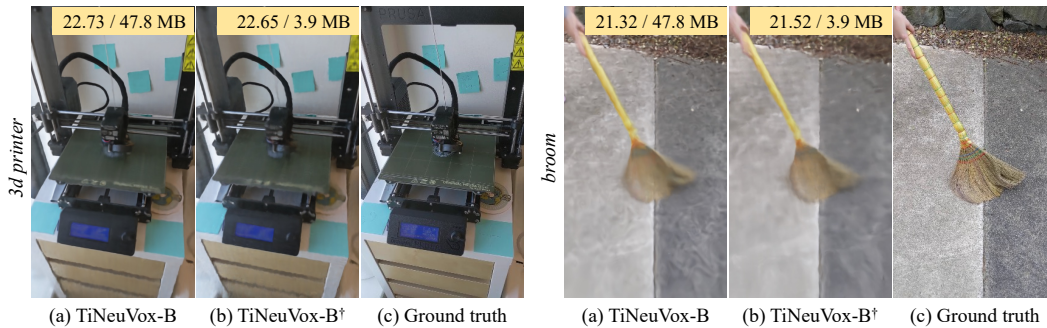 22.73 / 47.8 MB
22.65 / 3.9 MB
PRUSA
3d printer
(a) TiNeuVox-B
(b) TiNeuVox-B†
(c) Ground truth
21.32 / 47.8 MB
21.52 / 3.9 MB
broom
(a) TiNeuVox-B
(b) TiNeuVox-B†
(c) Ground truth